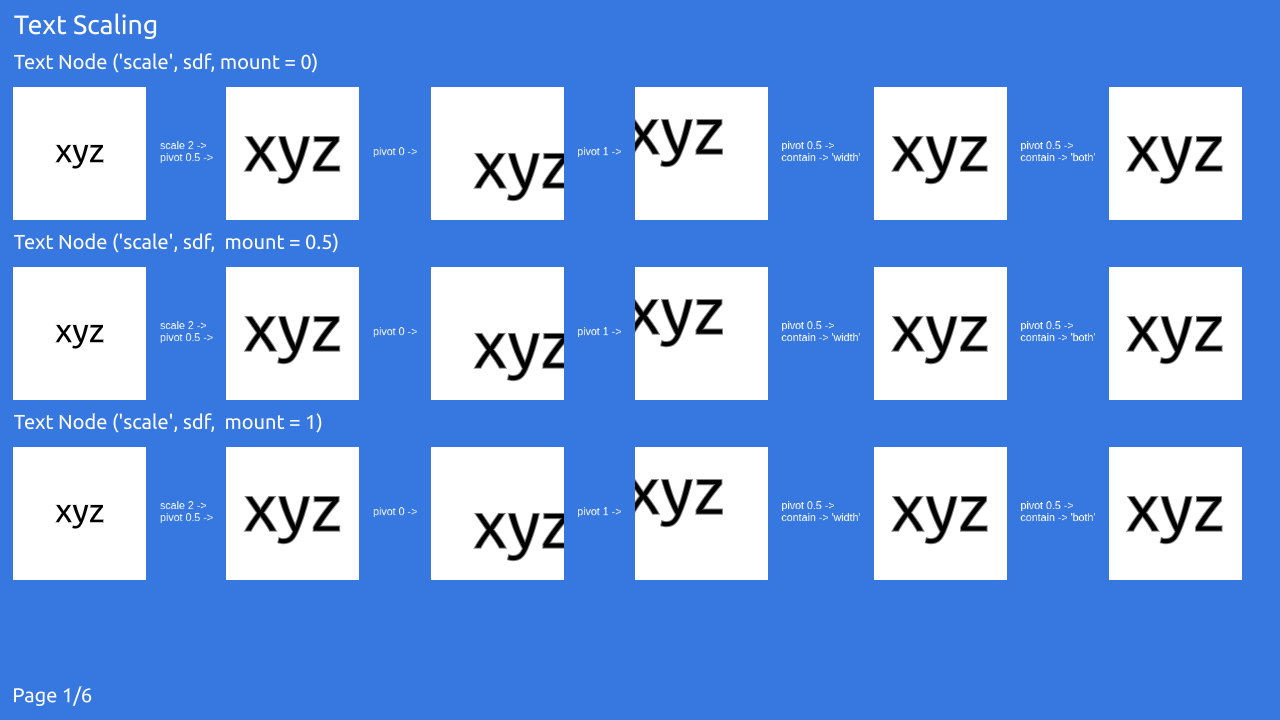 Text Scaling
Text Node ('scale', sdf, mount = 0)
xyz
scale 2 ->
pivot 0.5 ->
xyz
pivot 0 ->
xyz
pivot 1 ->
xyz
pivot 0.5 ->
contain -> 'width'
xyz
pivot 0.5 ->
contain -> 'both'
xyz
Text Node ('scale', sdf,  mount = 0.5)
xyz
scale 2 ->
pivot 0.5 ->
xyz
pivot 0 ->
xyz
pivot 1 ->
xyz
pivot 0.5 ->
contain -> 'width'
xyz
pivot 0.5 ->
contain -> 'both'
xyz
Text Node ('scale', sdf,  mount = 1)
xyz
scale 2 ->
pivot 0.5 ->
xyz
pivot 0 ->
xyz
pivot 1 ->
xyz
pivot 0.5 ->
contain -> 'width'
xyz
pivot 0.5 ->
contain -> 'both'
xyz
Page 1/6